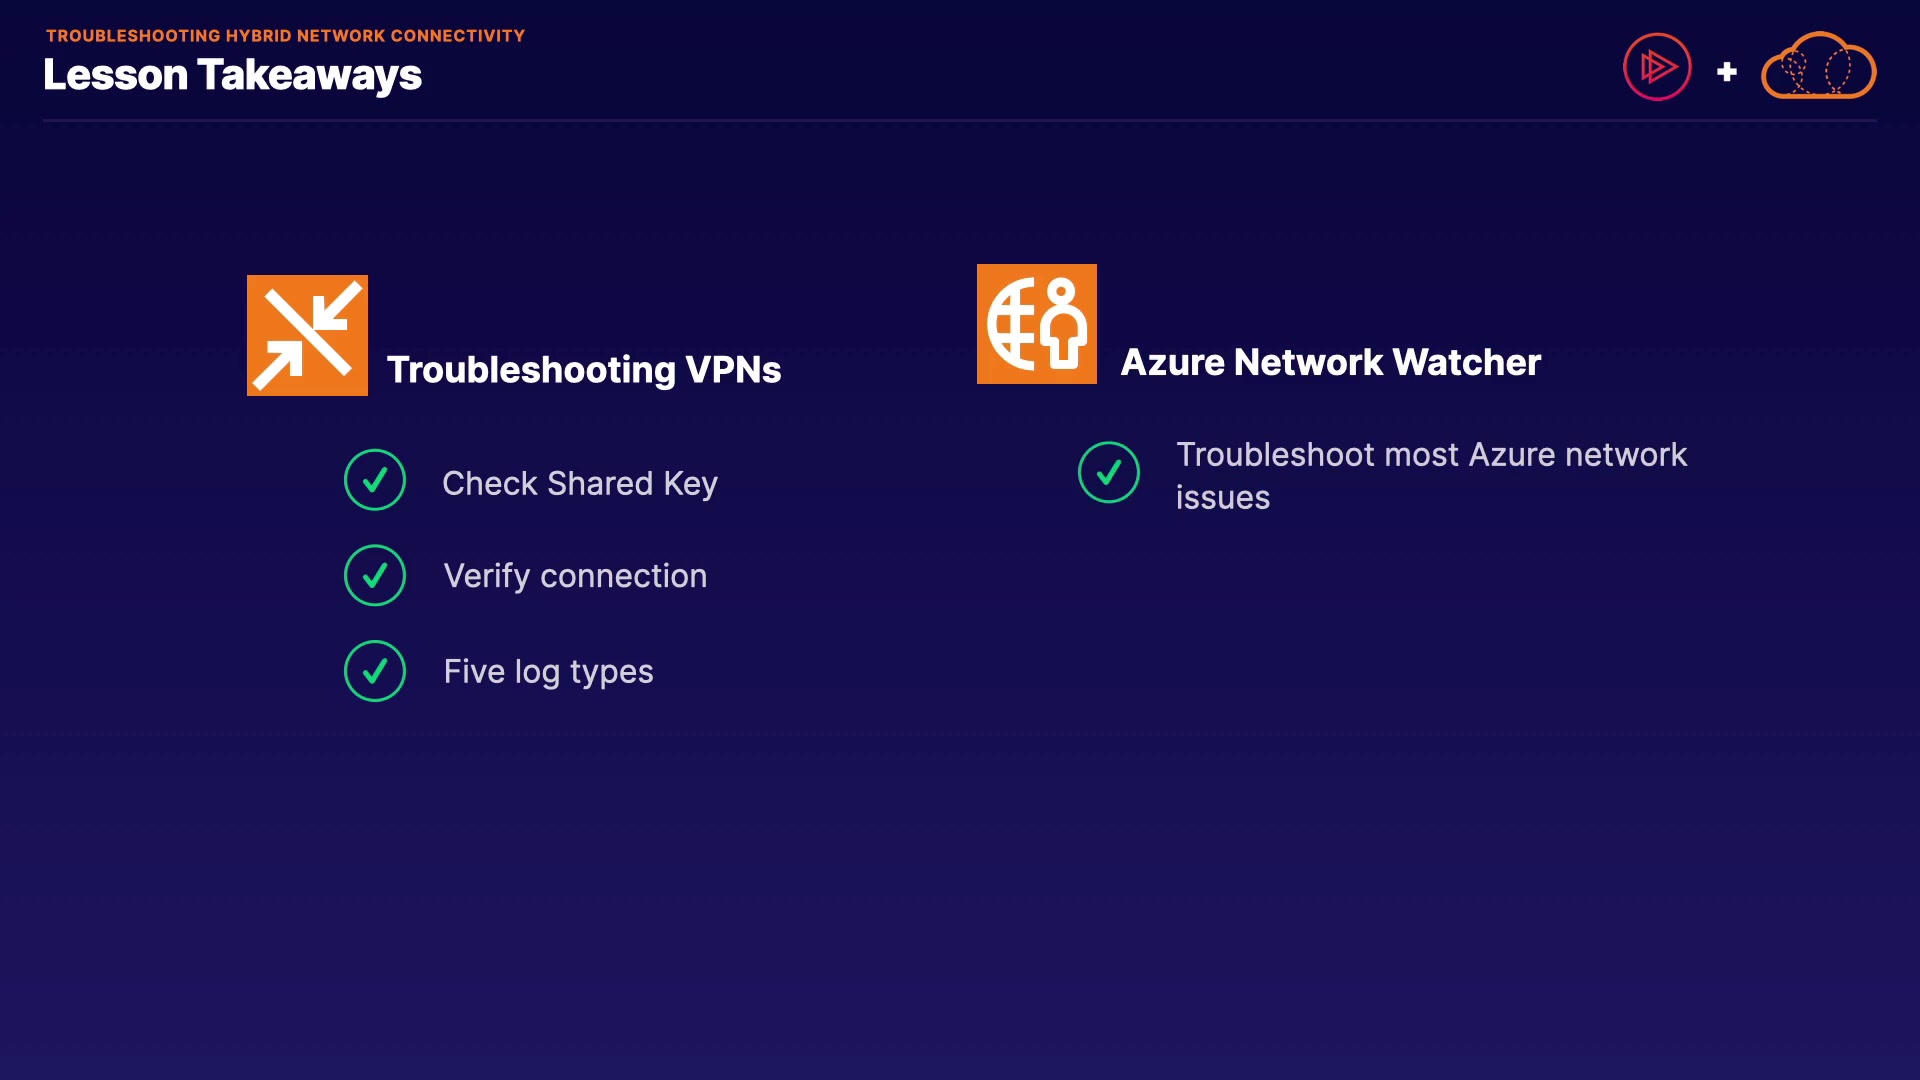 TROUBLESHOOTING HYBRID NETWORK CONNECTIVITY
Lesson Takeaways
Troubleshooting VPNs
Check Shared Key
Verify connection
Five log types
Azure Network Watcher
Troubleshoot most Azure network
issues